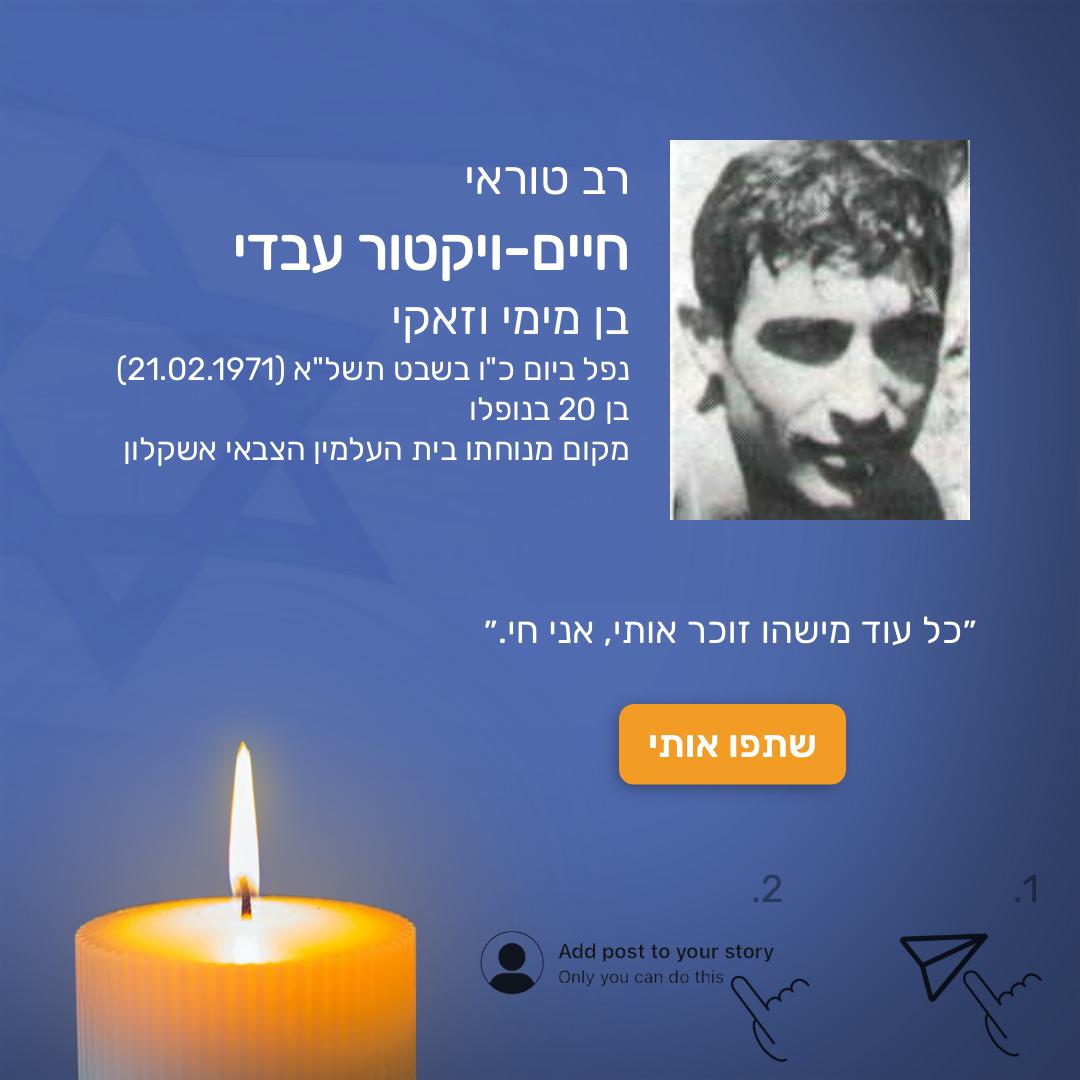 רב טוראי
חיים-ויקטור עבדי
בן מימי וזאקי
נפל ביום כ"ו בשבט תשל"א (21.02.1971)
בן 20 בנופלו
מקום מנוחתו בית העלמין הצבאי אשקלון
״כל עוד מישהו זוכר אותי, אני חי.״
שתפו אותי
.1
.2
Add post to your story
Only you can do this